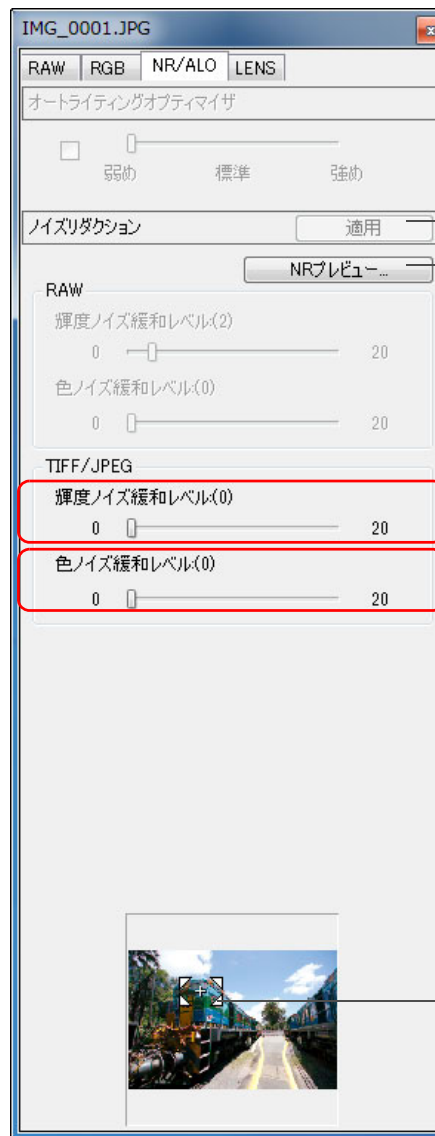 IMG_0001.JPG
RAW RGB NR/ALO LENS
オートライティングオプティマイザ
弱め 標準 強め
ノイズリダクション 適用
NRプレビュー...
RAW
輝度ノイズ緩和レベル:(2)
0 20
色ノイズ緩和レベル:(0)
0 20
TIFF/JPEG
輝度ノイズ緩和レベル:(0)
0 20
色ノイズ緩和レベル:(0)
0 20